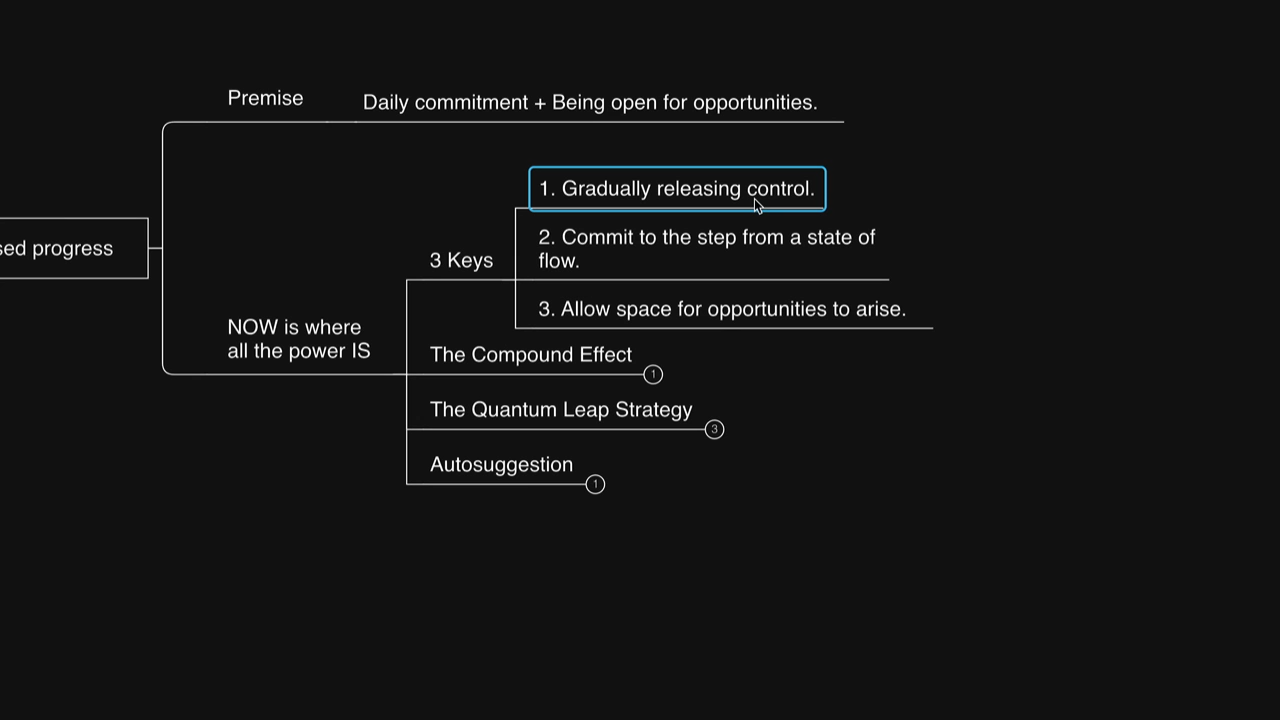 Premise
Daily commitment + Being open for opportunities.
1. Gradually releasing control.
2. Commit to the step from a state of
flow.
3 Keys
3. Allow space for opportunities to arise.
progress
NOW is where
all the power IS
The Compound Effect
1
The Quantum Leap Strategy
3
Autosuggestion
1